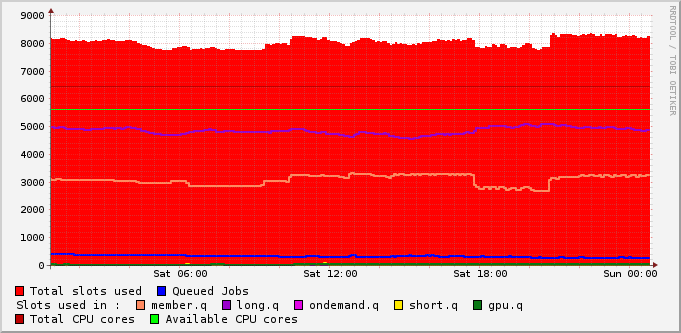 9000
8000
7000
6000
5000
4000
3000
2000
1000
0
Sat 06:00 Sat 12:00 Sat 18:00 Sun 00:00
RRDTOOL / TOBI OETIKER
Total slots used Queued Jobs
Slots used in : member.q long.q ondemand.q short.q gpu.q
Total CPU cores Available CPU cores